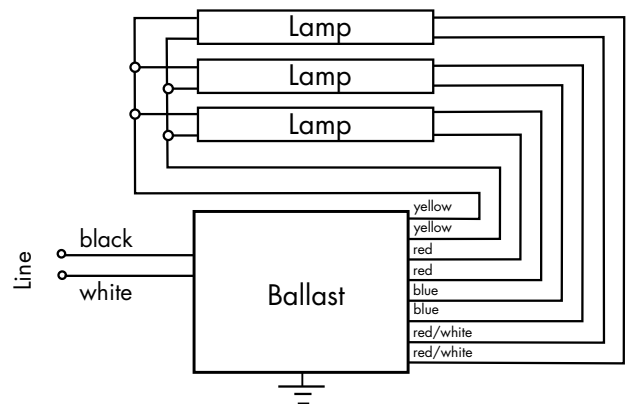 Lamp
Lamp
Lamp
yellow
yellow
red
red
blue
blue
red/white
red/white
Line
black
white
Ballast